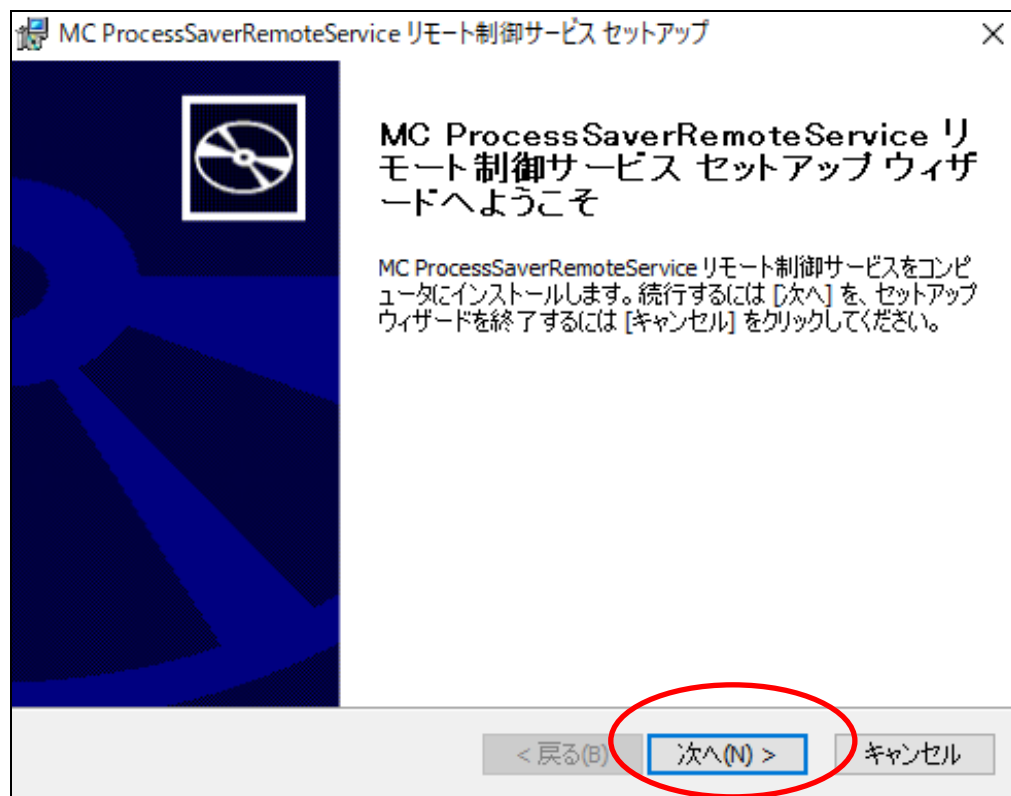 MC ProcessSaverRemoteService リモート制御サービス セットアップ
MC ProcessSaverRemoteService リ
モート制御サービス セットアップ ウィザ
ードへようこそ
MC ProcessSaverRemoteService リモート制御サービスをコンピ
ュータにインストールします。続行するには [次へ] を、セットアップ
ウィザードを終了するには [キャンセル] をクリックしてください。
< 戻る(B)
次へ(N) >
キャンセル